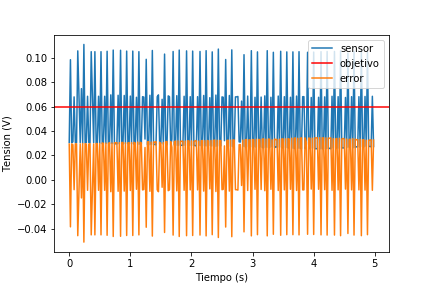 sensor
objetivo
error
0.10
0.08
0.06
0.04
0.02
0.00
−0.02
−0.04
Tension (V)
0 1 2 3 4 5
Tiempo (s)